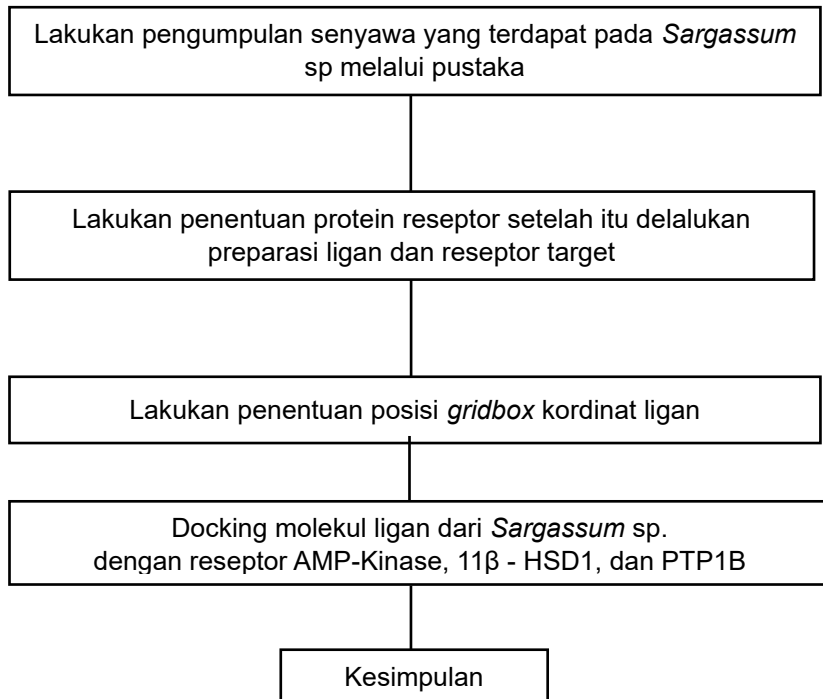 Lakukan pengumpulan senyawa yang terdapat pada Sargassum
sp melalui pustaka
Lakukan penentuan protein reseptor setelah itu delalukan
preparasi ligan dan reseptor target
Lakukan penentuan posisi gridbox kordinat ligan
Docking molekul ligan dari Sargassum sp.
dengan reseptor AMP-Kinase, 11β - HSD1, dan PTP1B
Kesimpulan